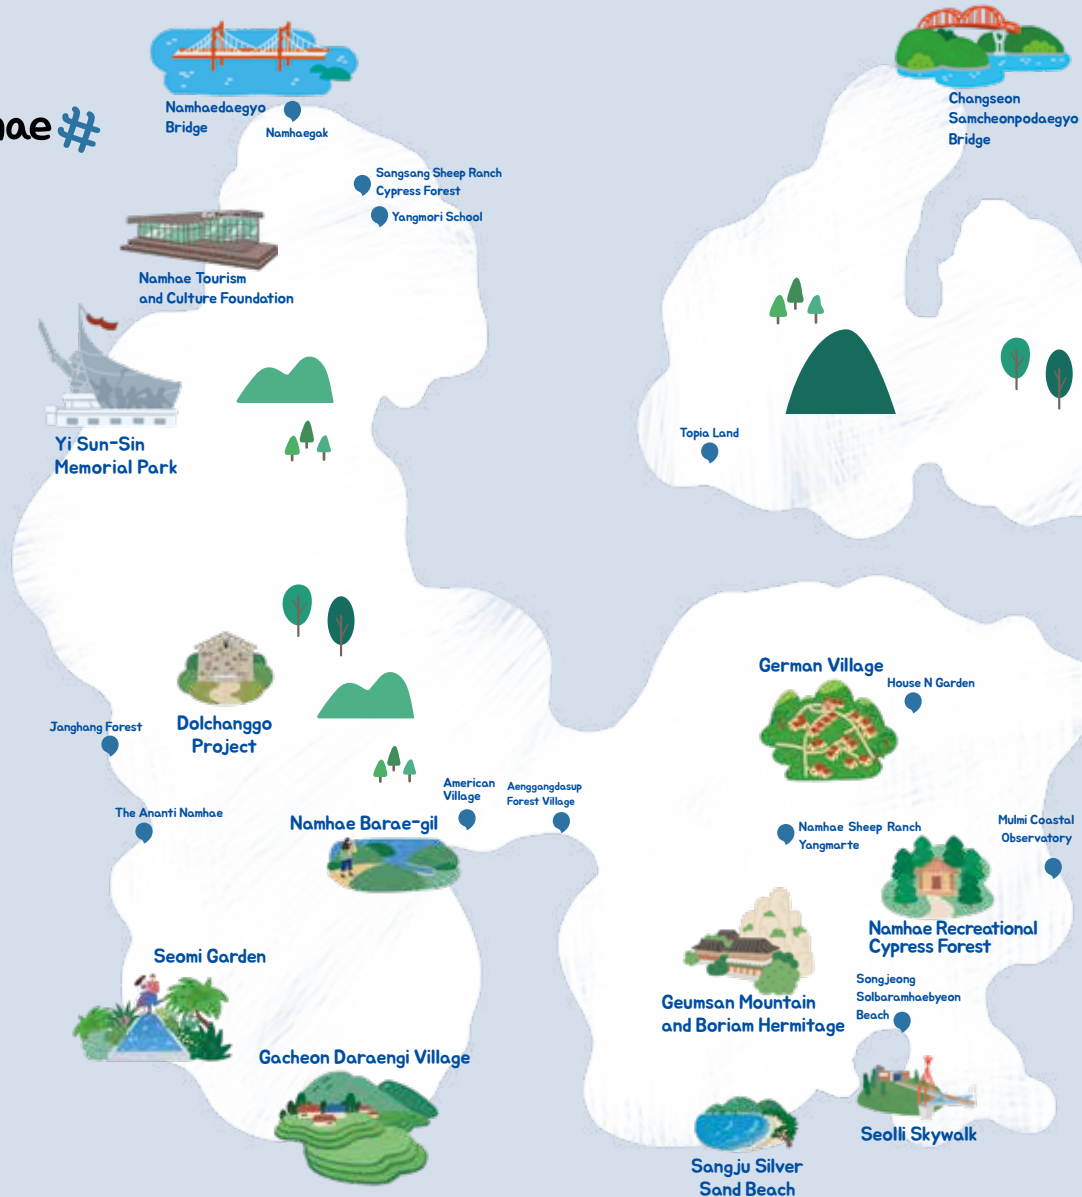 ae #
Namhaedaegyo
Bridge
Namhaegak
Changseon
Samcheonpodaegyo
Bridge
Sangsang Sheep Ranch
Cypress Forest
Yangmori School
Namhae Tourism
and Culture Foundation
Yi Sun-Sin
Memorial Park
Topia Land
German Village
House N Garden
Dolchanggo
Project
Janghang Forest
American
Village
Aenggangdasup
Forest Village
The Ananti Namhae
Namhae Barae-gil
Namhae Sheep Ranch
Yangmarte
Mulmi Coastal
Observatory
Namhae Recreational
Cypress Forest
Seomi Garden
Songjeong
Solbaramhaebyeon
Beach
Geumsan Mountain
and Boriam Hermitage
Gacheon Daraengi Village
Seolli Skywalk
Sangju Silver
Sand Beach